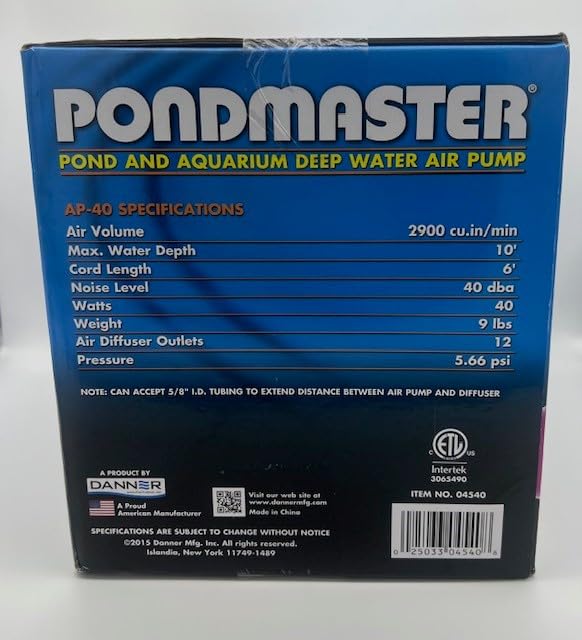 PONDMASTER®
POND AND AQUARIUM DEEP WATER AIR PUMP
AP-40 SPECIFICATIONS
Air Volume 2900 cu.in/min
Max. Water Depth 10'
Cord Length 6'
Noise Level 40 dba
Watts 40
Weight 9 lbs
Air Diffuser Outlets 12
Pressure 5.66 psi
NOTE: CAN ACCEPT 5/8" I.D. TUBING TO EXTEND DISTANCE BETWEEN AIR PUMP AND DIFFUSER
C ETL US
Intertek
3065490
A PRODUCT BY
DANNER
A Proud
American Manufacturer
Visit our web site at
www.dannermfg.com
Made in China
ITEM NO. 04540
SPECIFICATIONS ARE SUBJECT TO CHANGE WITHOUT NOTICE
©2015 Danner Mfg. Inc. All rights reserved.
Islandia, New York 11749-1489
0 25033 04540 8